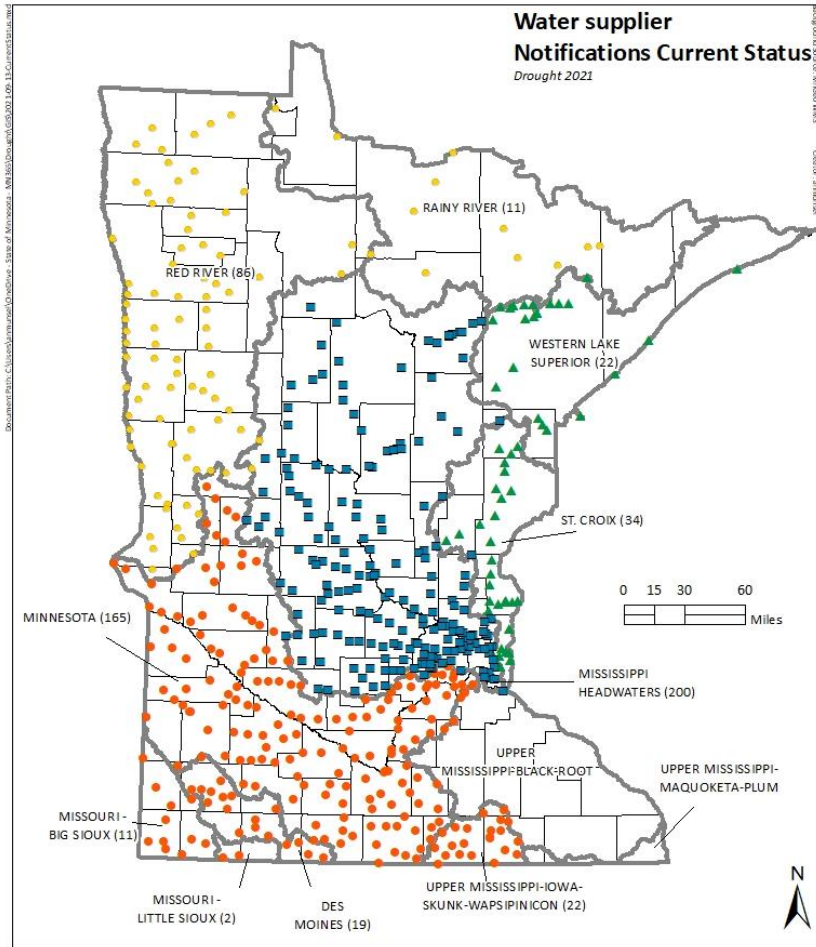 Water supplier
Notifications Current Status
Drought 2021
RAINY RIVER (11)
RED RIVER (86)
WESTERN LAKE
SUPERIOR (22)
ST. CROIX (34)
0 15 30 60
Miles
MINNESOTA (165)
MISSISSIPPI
HEADWATERS (200)
UPPER
MISSISSIPPI-BLACK-ROOT
UPPER MISSISSIPPI-
MAQUOKETA-PLUM
MISSOURI -
BIG SIOUX (11)
MISSOURI -
LITTLE SIOUX (2)
DES
MOINES (19)
UPPER MISSISSIPPI-IOWA-
SKUNK-WAPSIPINICON (22)
N